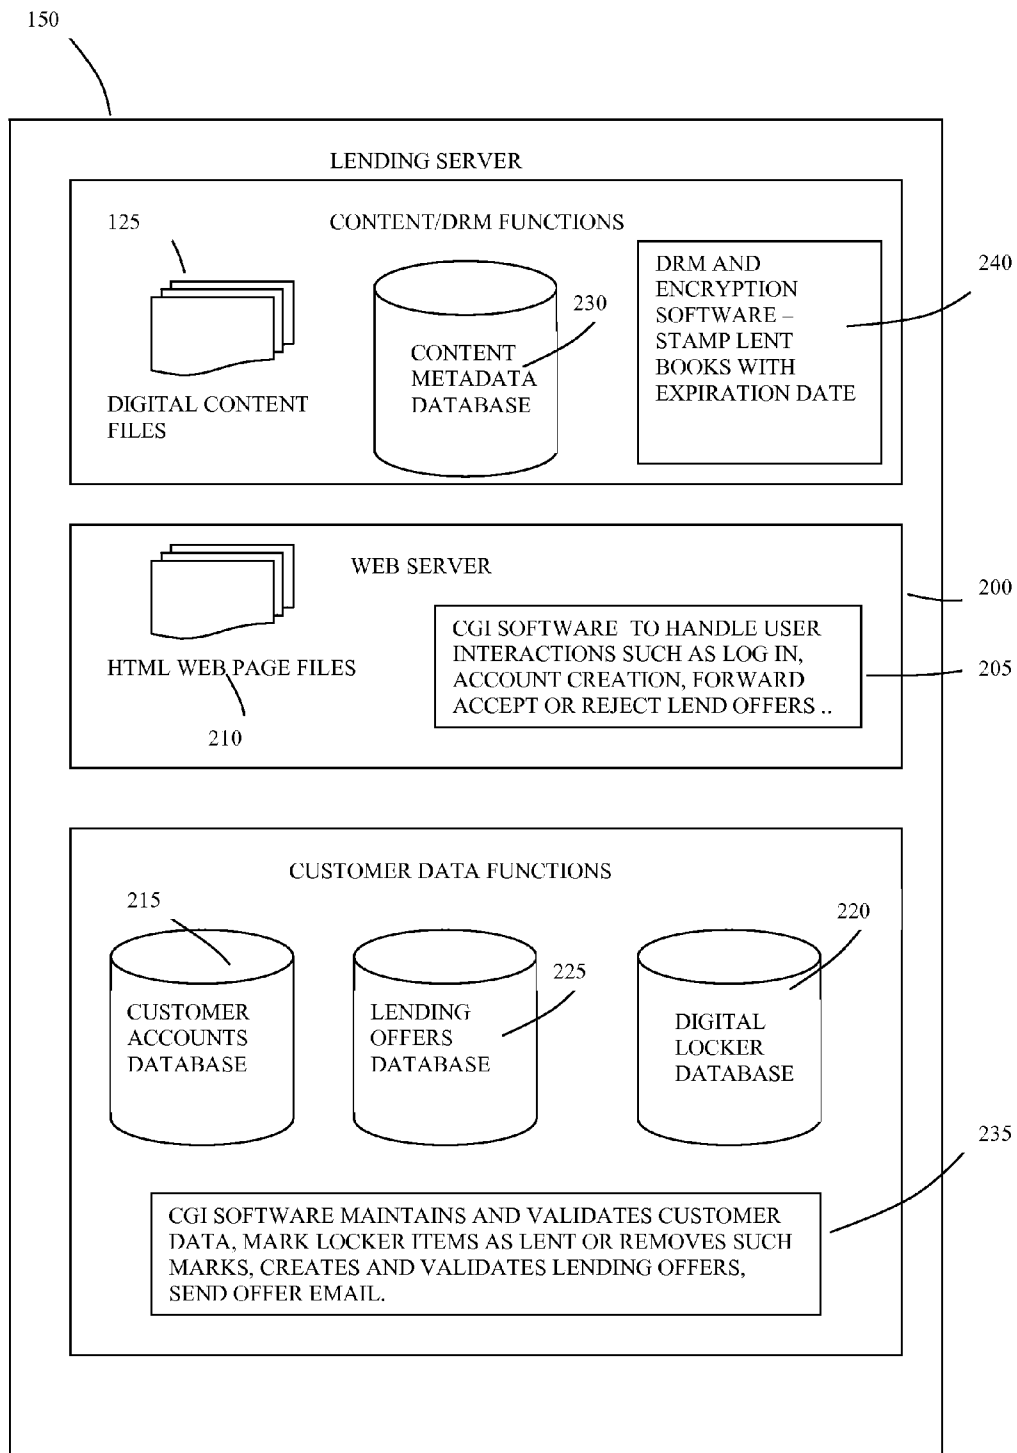 150
LENDING SERVER
125
CONTENT/DRM FUNCTIONS
DIGITAL CONTENT
FILES
230
CONTENT
METADATA
DATABASE
DRM AND
ENCRYPTION
SOFTWARE –
STAMP LENT
BOOKS WITH
EXPIRATION DATE
240
WEB SERVER
200
HTML WEB PAGE FILES
210
CGI SOFTWARE TO HANDLE USER
INTERACTIONS SUCH AS LOG IN,
ACCOUNT CREATION, FORWARD
ACCEPT OR REJECT LEND OFFERS ..
205
CUSTOMER DATA FUNCTIONS
215
CUSTOMER
ACCOUNTS
DATABASE
225
LENDING
OFFERS
DATABASE
220
DIGITAL
LOCKER
DATABASE
235
CGI SOFTWARE MAINTAINS AND VALIDATES CUSTOMER
DATA, MARK LOCKER ITEMS AS LENT OR REMOVES SUCH
MARKS, CREATES AND VALIDATES LENDING OFFERS,
SEND OFFER EMAIL.